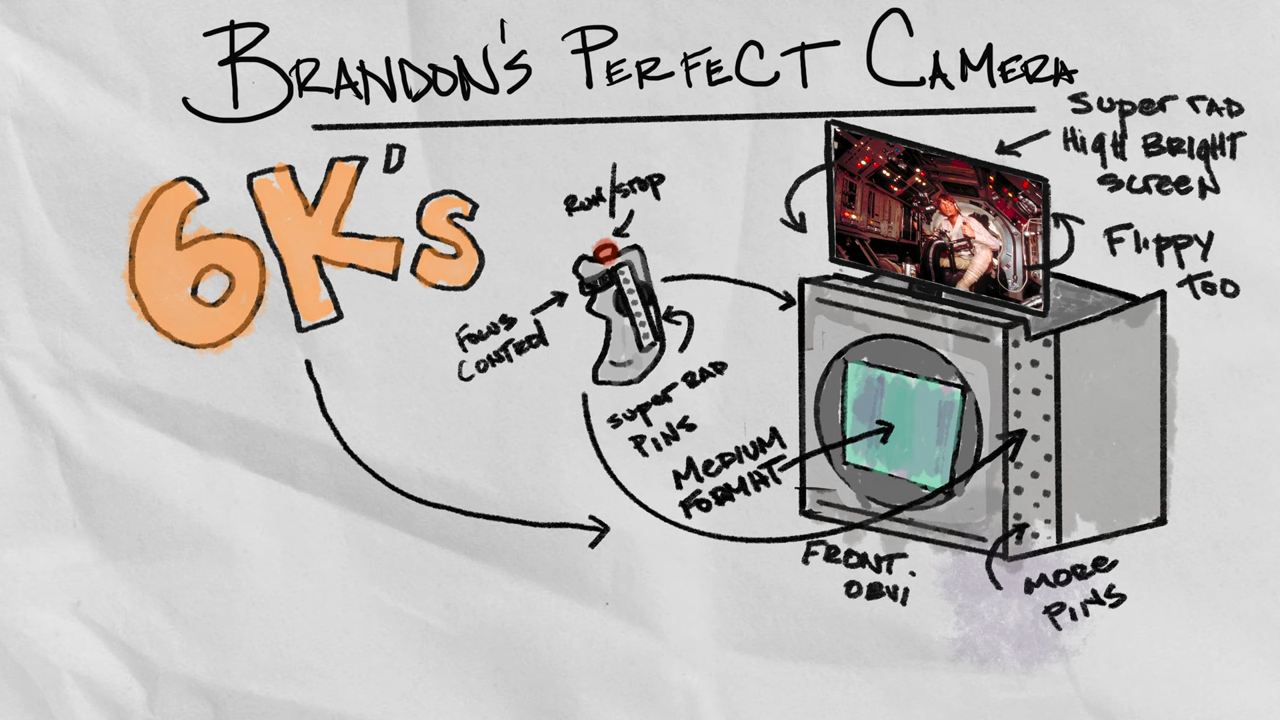 BRANDON'S PERFECT CAMERA
6K's
RUN/STOP
FOCUS
CONTROL
super RAD
PINS
MEDIUM
FORMAT
Super RAD
HIGH BRIGHT
SCREEN
Flippy
TOO
FRONT.
OBVI
MORE
PINS